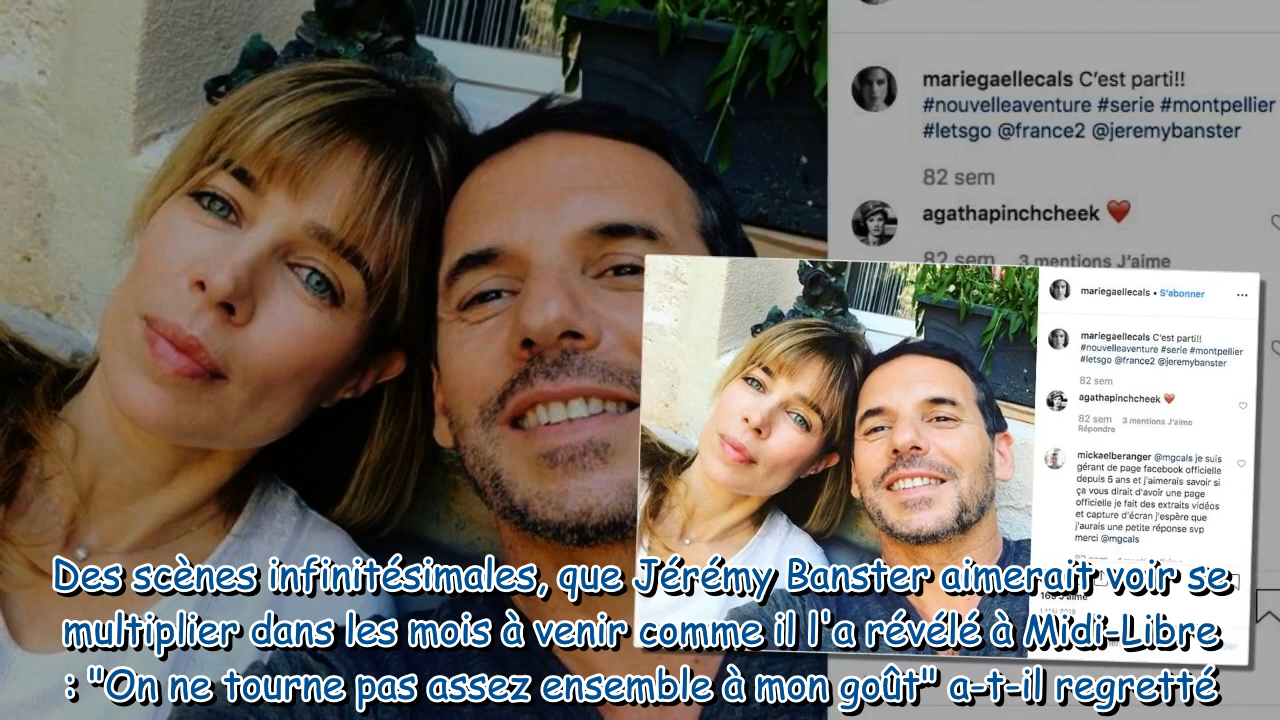 mariegaellecals C'est parti!!
#nouvelleaventure #serie #montpellier
#letsgo @france2 @jeremybanster
82 sem
agathapinchcheek ❤️
82 sem 3 mentions J'aime
mariegaellecals • S'abonner
mariegaellecals C'est parti!!
#nouvelleaventure #serie #montpellier
#letsgo @france2 @jeremybanster
82 sem
agathapinchcheek ❤️
82 sem 3 mentions J'aime
Répondre
mickaelberanger @mgcals je suis
gérant de page facebook officielle
depuis 5 ans et j'aimerais savoir si
ça vous dirait d'avoir une page
officielle je fait des extraits vidéos
et capture d'écran j'espère que
j'aurais une petite réponse svp
merci @mgcals
Des scènes infinitésimales, que Jérémy Banster aimerait voir se
multiplier dans les mois à venir comme il l'a révélé à Midi-Libre
: "On ne tourne pas assez ensemble à mon goût" a-t-il regretté